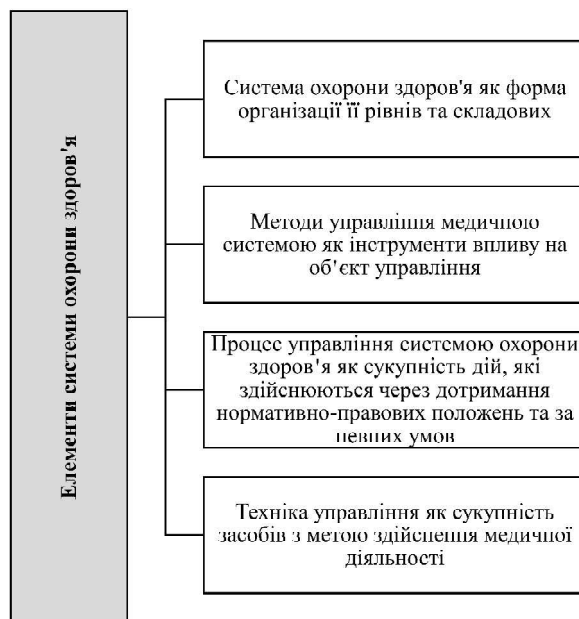 Елементи системи охорони здоров'я
Система охорони здоров'я як форма
організації її рівнів та складових
Методи управління медичною
системою як інструменти впливу на
об'єкт управління
Процес управління системою охорони
здоров'я як сукупність дій, які
здійснюються через дотримання
нормативно-правових положень та за
певних умов
Техніка управління як сукупність
засобів з метою здійснення медичної
діяльності